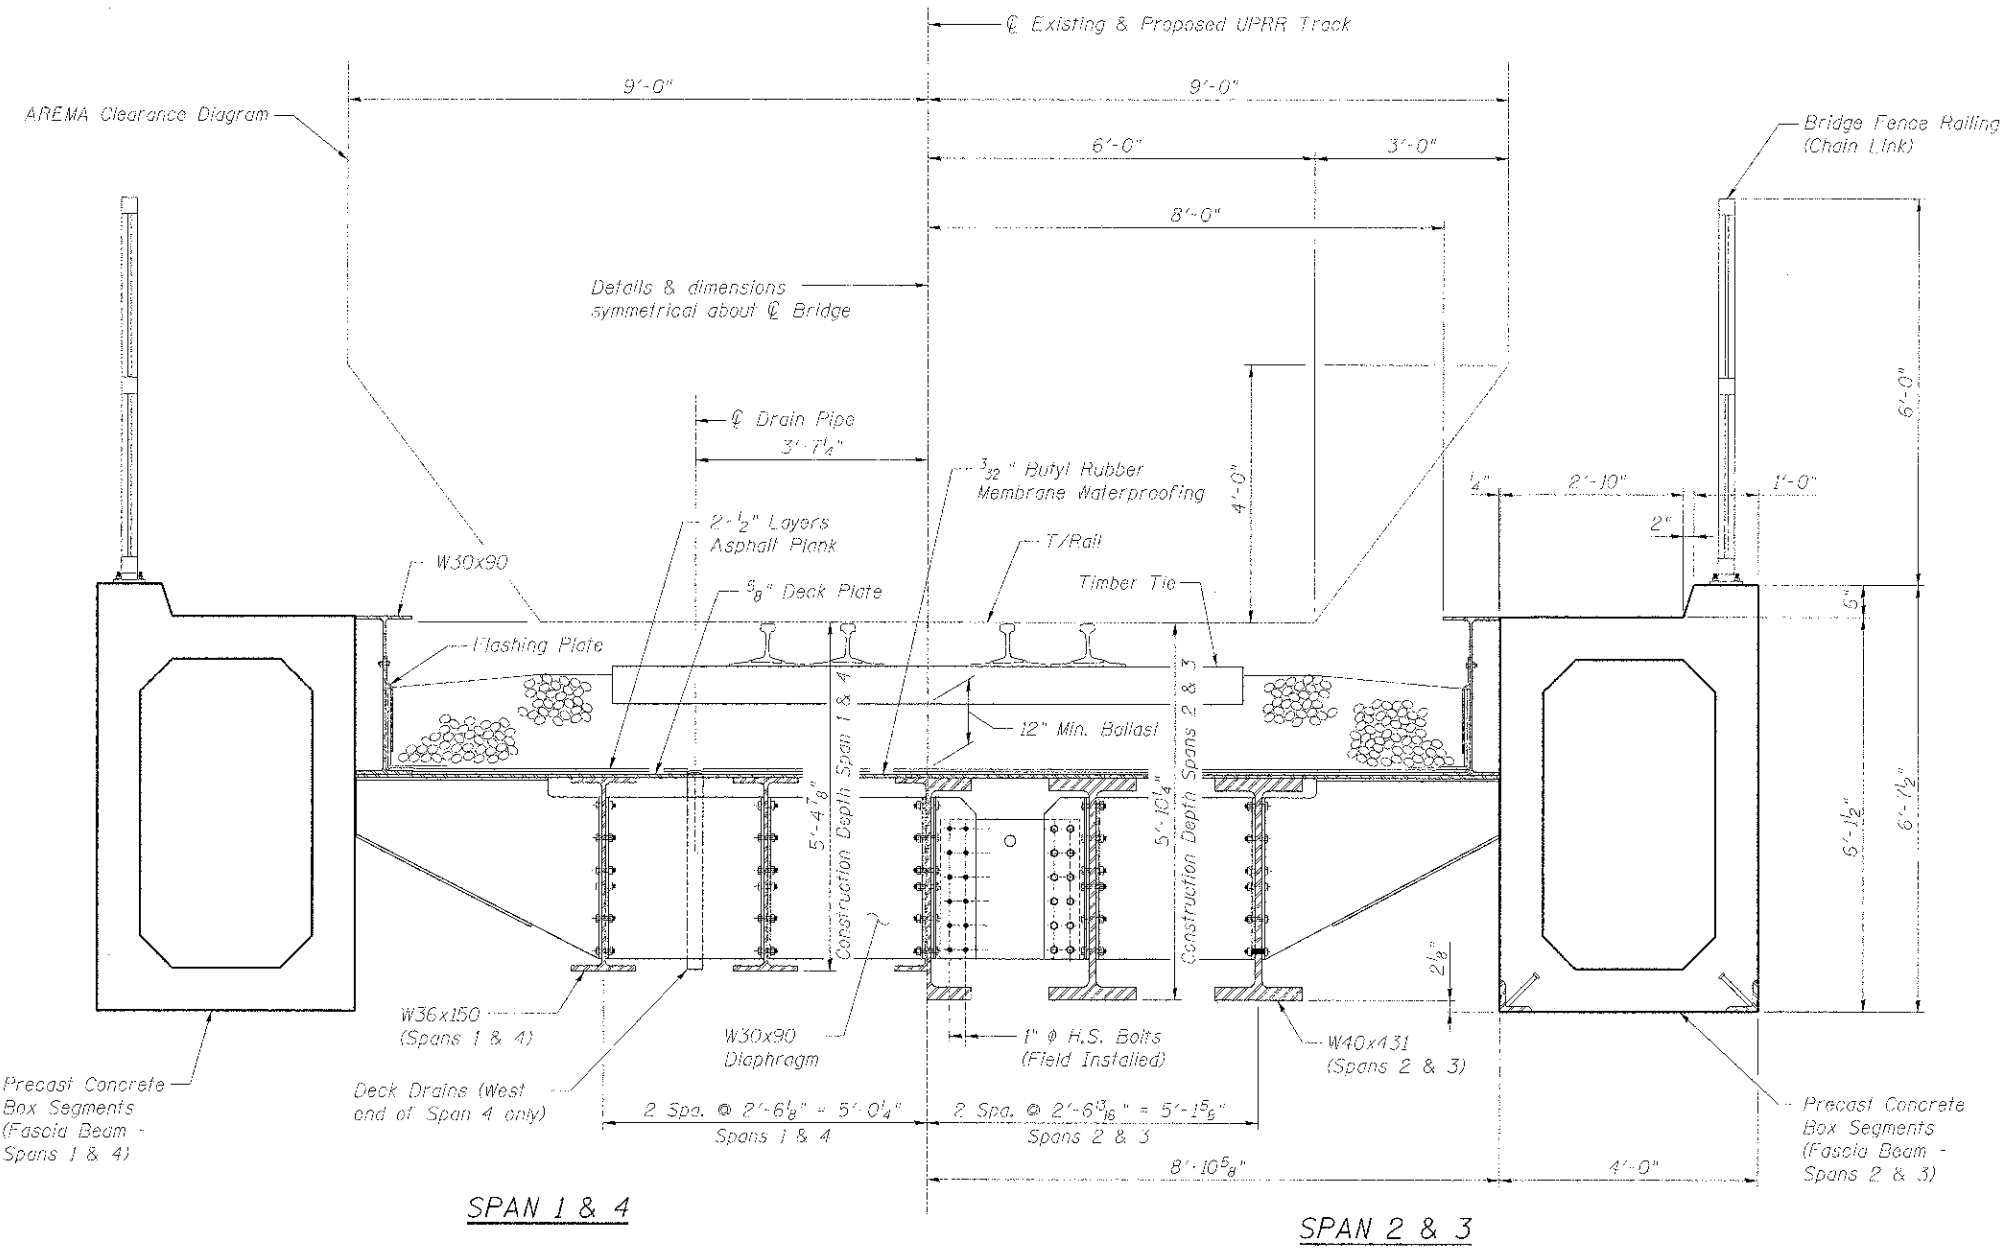 ℄ Existing & Proposed UPRR Track
9'-0"
9'-0"
AREMA Clearance Diagram
Bridge Fence Railing
(Chain Link)
6'-0"
3'-0"
8'-0"
Details & dimensions
symmetrical about ℄ Bridge
6'-0"
℄ Drain Pipe
3'-7¼"
3/32" Butyl Rubber
Membrane Waterproofing
4'-0"
¼"
2'-10"
1'-0"
2"
2-½" Layers
Asphalt Plank
T/Rail
W30x90
Timber Tie
⅝" Deck Plate
6"
Flashing Plate
12" Min. Ballast
5'-4⅞"
Construction Depth Span 1 & 4
5'-10¼"
Construction Depth Spans 2 & 3
6'-1½"
6'-7½"
2⅛"
W36x150
(Spans 1 & 4)
W30x90
Diaphragm
1" ϕ H.S. Bolts
(Field Installed)
W40x431
(Spans 2 & 3)
Precast Concrete
Box Segments
(Fascia Beam -
Spans 1 & 4)
Deck Drains (West
end of Span 4 only)
2 Spa. @ 2'-6⅛" = 5'-0¼"
Spans 1 & 4
2 Spa. @ 2'-6 13/16" = 5'-1⅝"
Spans 2 & 3
Precast Concrete
Box Segments
(Fascia Beam -
Spans 2 & 3)
8'-10⅝"
4'-0"
SPAN 1 & 4
SPAN 2 & 3